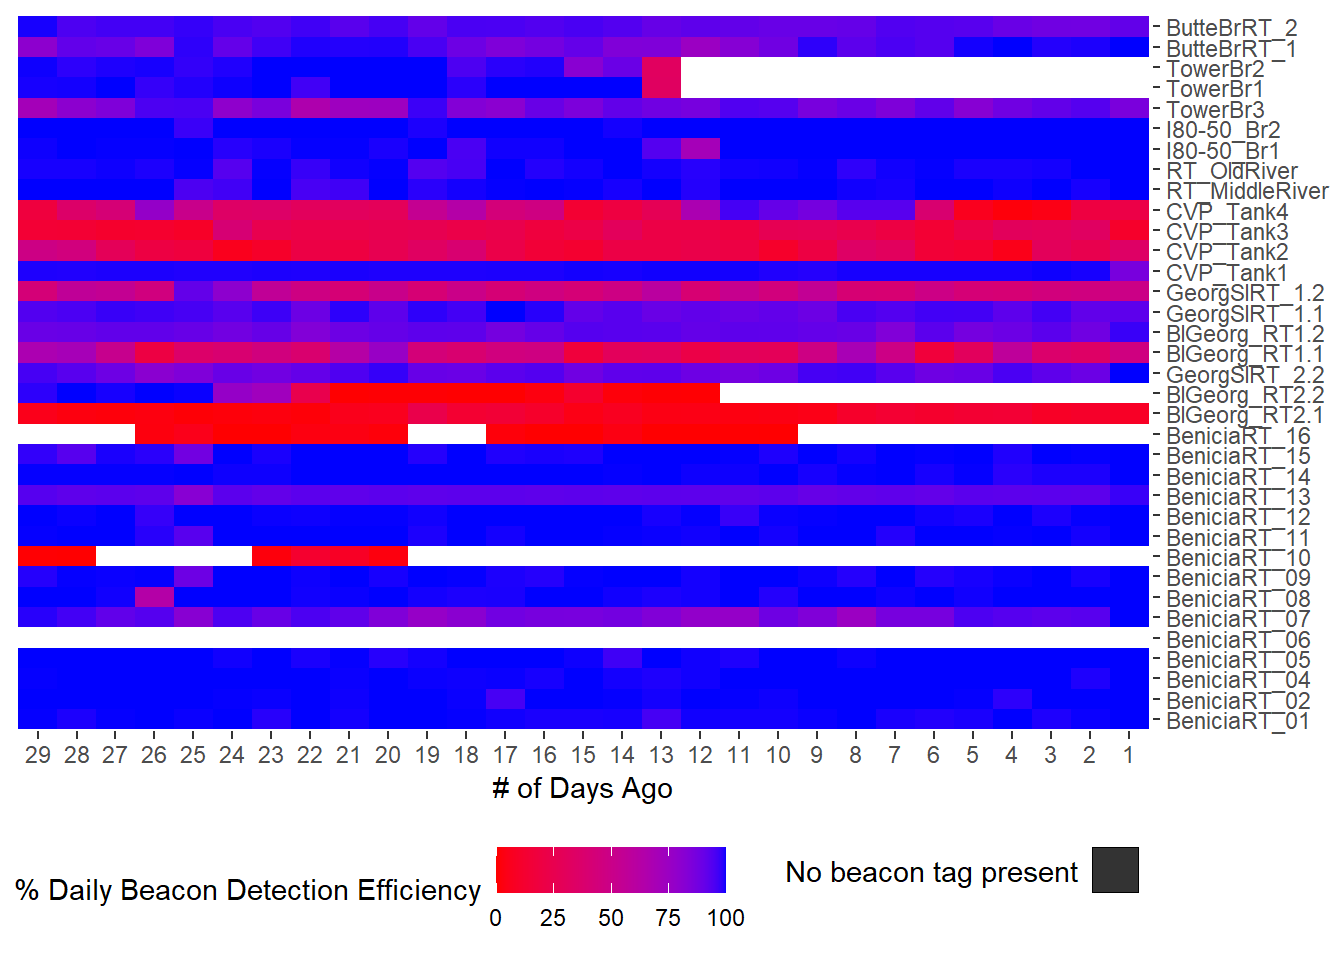 ButteBrRT_2
ButteBrRT_1
TowerBr2
TowerBr1
TowerBr3
I80-50_Br2
I80-50_Br1
RT_OldRiver
RT_MiddleRiver
CVP_Tank4
CVP_Tank3
CVP_Tank2
CVP_Tank1
GeorgSlRT_1.2
GeorgSlRT_1.1
BlGeorg_RT1.2
BlGeorg_RT1.1
GeorgSlRT_2.2
BlGeorg_RT2.2
BlGeorg_RT2.1
BeniciaRT_16
BeniciaRT_15
BeniciaRT_14
BeniciaRT_13
BeniciaRT_12
BeniciaRT_11
BeniciaRT_10
BeniciaRT_09
BeniciaRT_08
BeniciaRT_07
BeniciaRT_06
BeniciaRT_05
BeniciaRT_04
BeniciaRT_02
BeniciaRT_01
29 28 27 26 25 24 23 22 21 20 19 18 17 16 15 14 13 12 11 10 9 8 7 6 5 4 3 2 1
# of Days Ago
% Daily Beacon Detection Efficiency
0 25 50 75 100
No beacon tag present